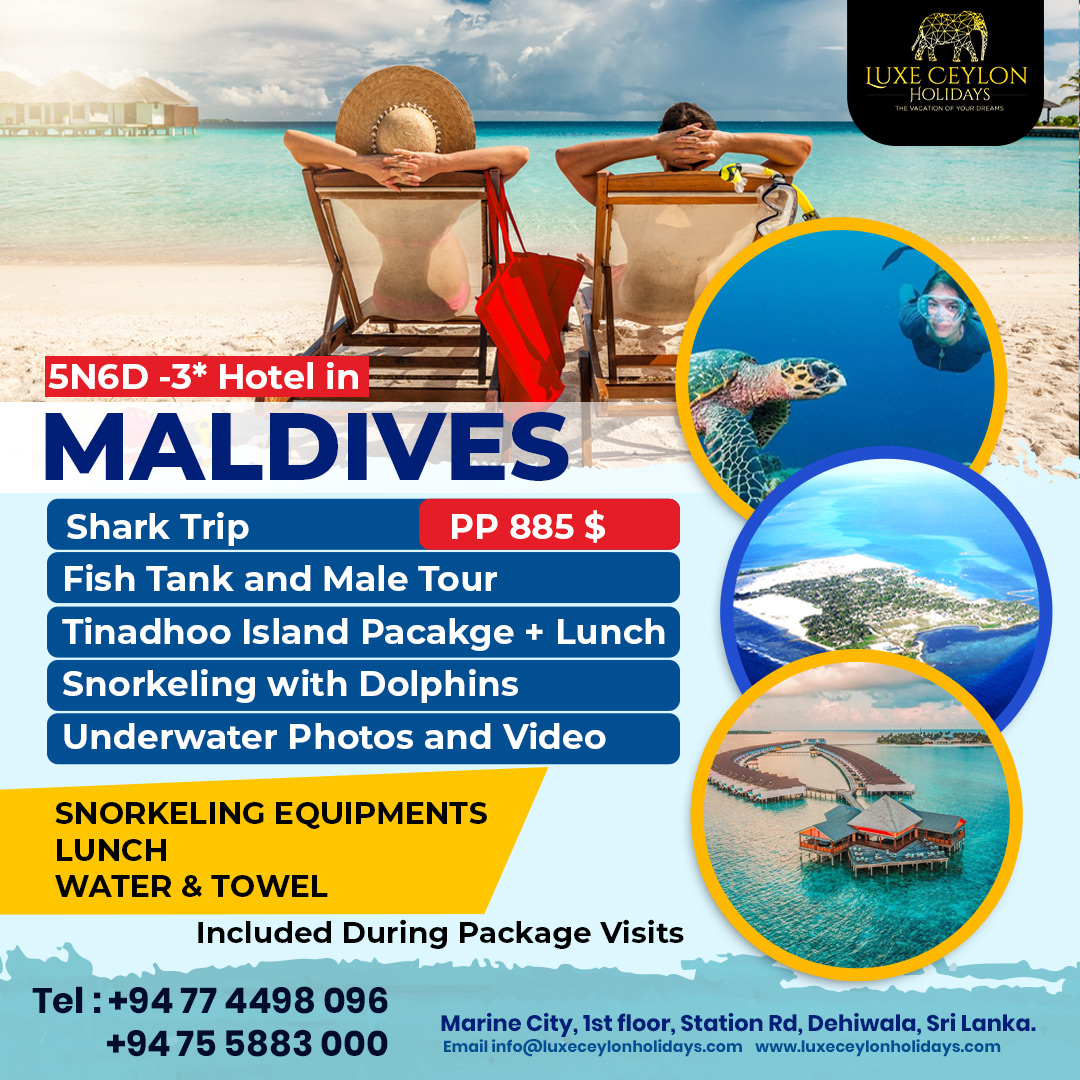 LUXE CEYLON
HOLIDAYS
THE VACATION OF YOUR DREAMS
5N6D -3* Hotel in
MALDIVES
Shark Trip
PP 885 $
Fish Tank and Male Tour
Tinadhoo Island Pacakge + Lunch
Snorkeling with Dolphins
Underwater Photos and Video
SNORKELING EQUIPMENTS
LUNCH
WATER & TOWEL
Included During Package Visits
Tel : +94 77 4498 096
+94 75 5883 000
Marine City, 1st floor, Station Rd, Dehiwala, Sri Lanka.
Email info@luxeceylonholidays.com www.luxeceylonholidays.com